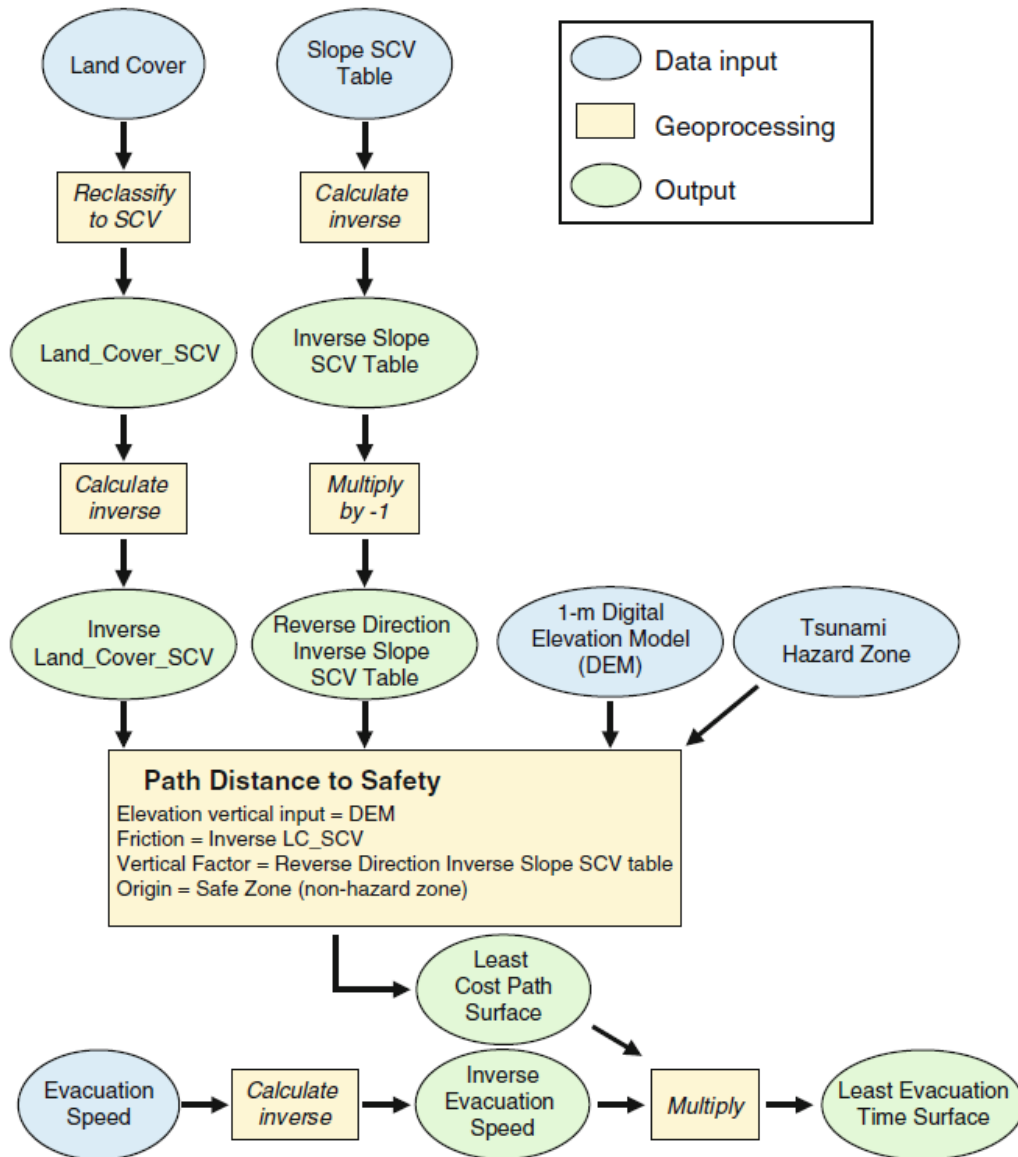 Land Cover
Slope SCV
Table
Data input
Geoprocessing
Output
Reclassify
to SCV
Calculate
inverse
Land_Cover_SCV
Inverse Slope
SCV Table
Calculate
inverse
Multiply
by -1
Inverse
Land_Cover_SCV
Reverse Direction
Inverse Slope
SCV Table
1-m Digital
Elevation Model
(DEM)
Tsunami
Hazard Zone
Path Distance to Safety
Elevation vertical input = DEM
Friction = Inverse LC_SCV
Vertical Factor = Reverse Direction Inverse Slope SCV table
Origin = Safe Zone (non-hazard zone)
Least
Cost Path
Surface
Evacuation
Speed
Calculate
inverse
Inverse
Evacuation
Speed
Multiply
Least Evacuation
Time Surface